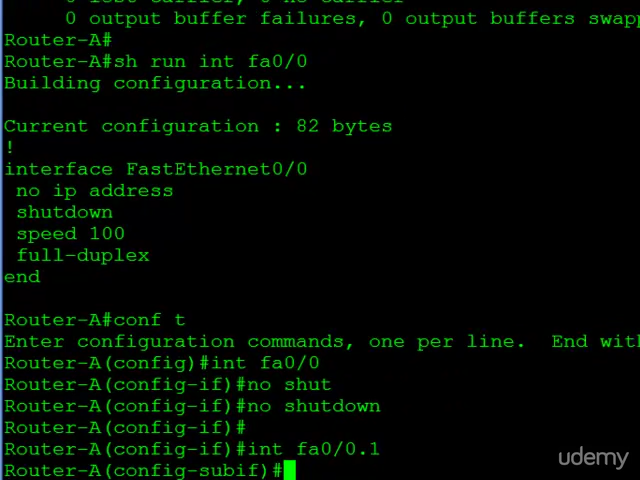 0 output buffer failures, 0 output buffers swapp
Router-A#
Router-A#sh run int fa0/0
Building configuration...
Current configuration : 82 bytes
!
interface FastEthernet0/0
no ip address
shutdown
speed 100
full-duplex
end
Router-A#conf t
Enter configuration commands, one per line.  End with
Router-A(config)#int fa0/0
Router-A(config-if)#no shut
Router-A(config-if)#no shutdown
Router-A(config-if)#
Router-A(config-if)#int fa0/0.1
Router-A(config-subif)#
udemy